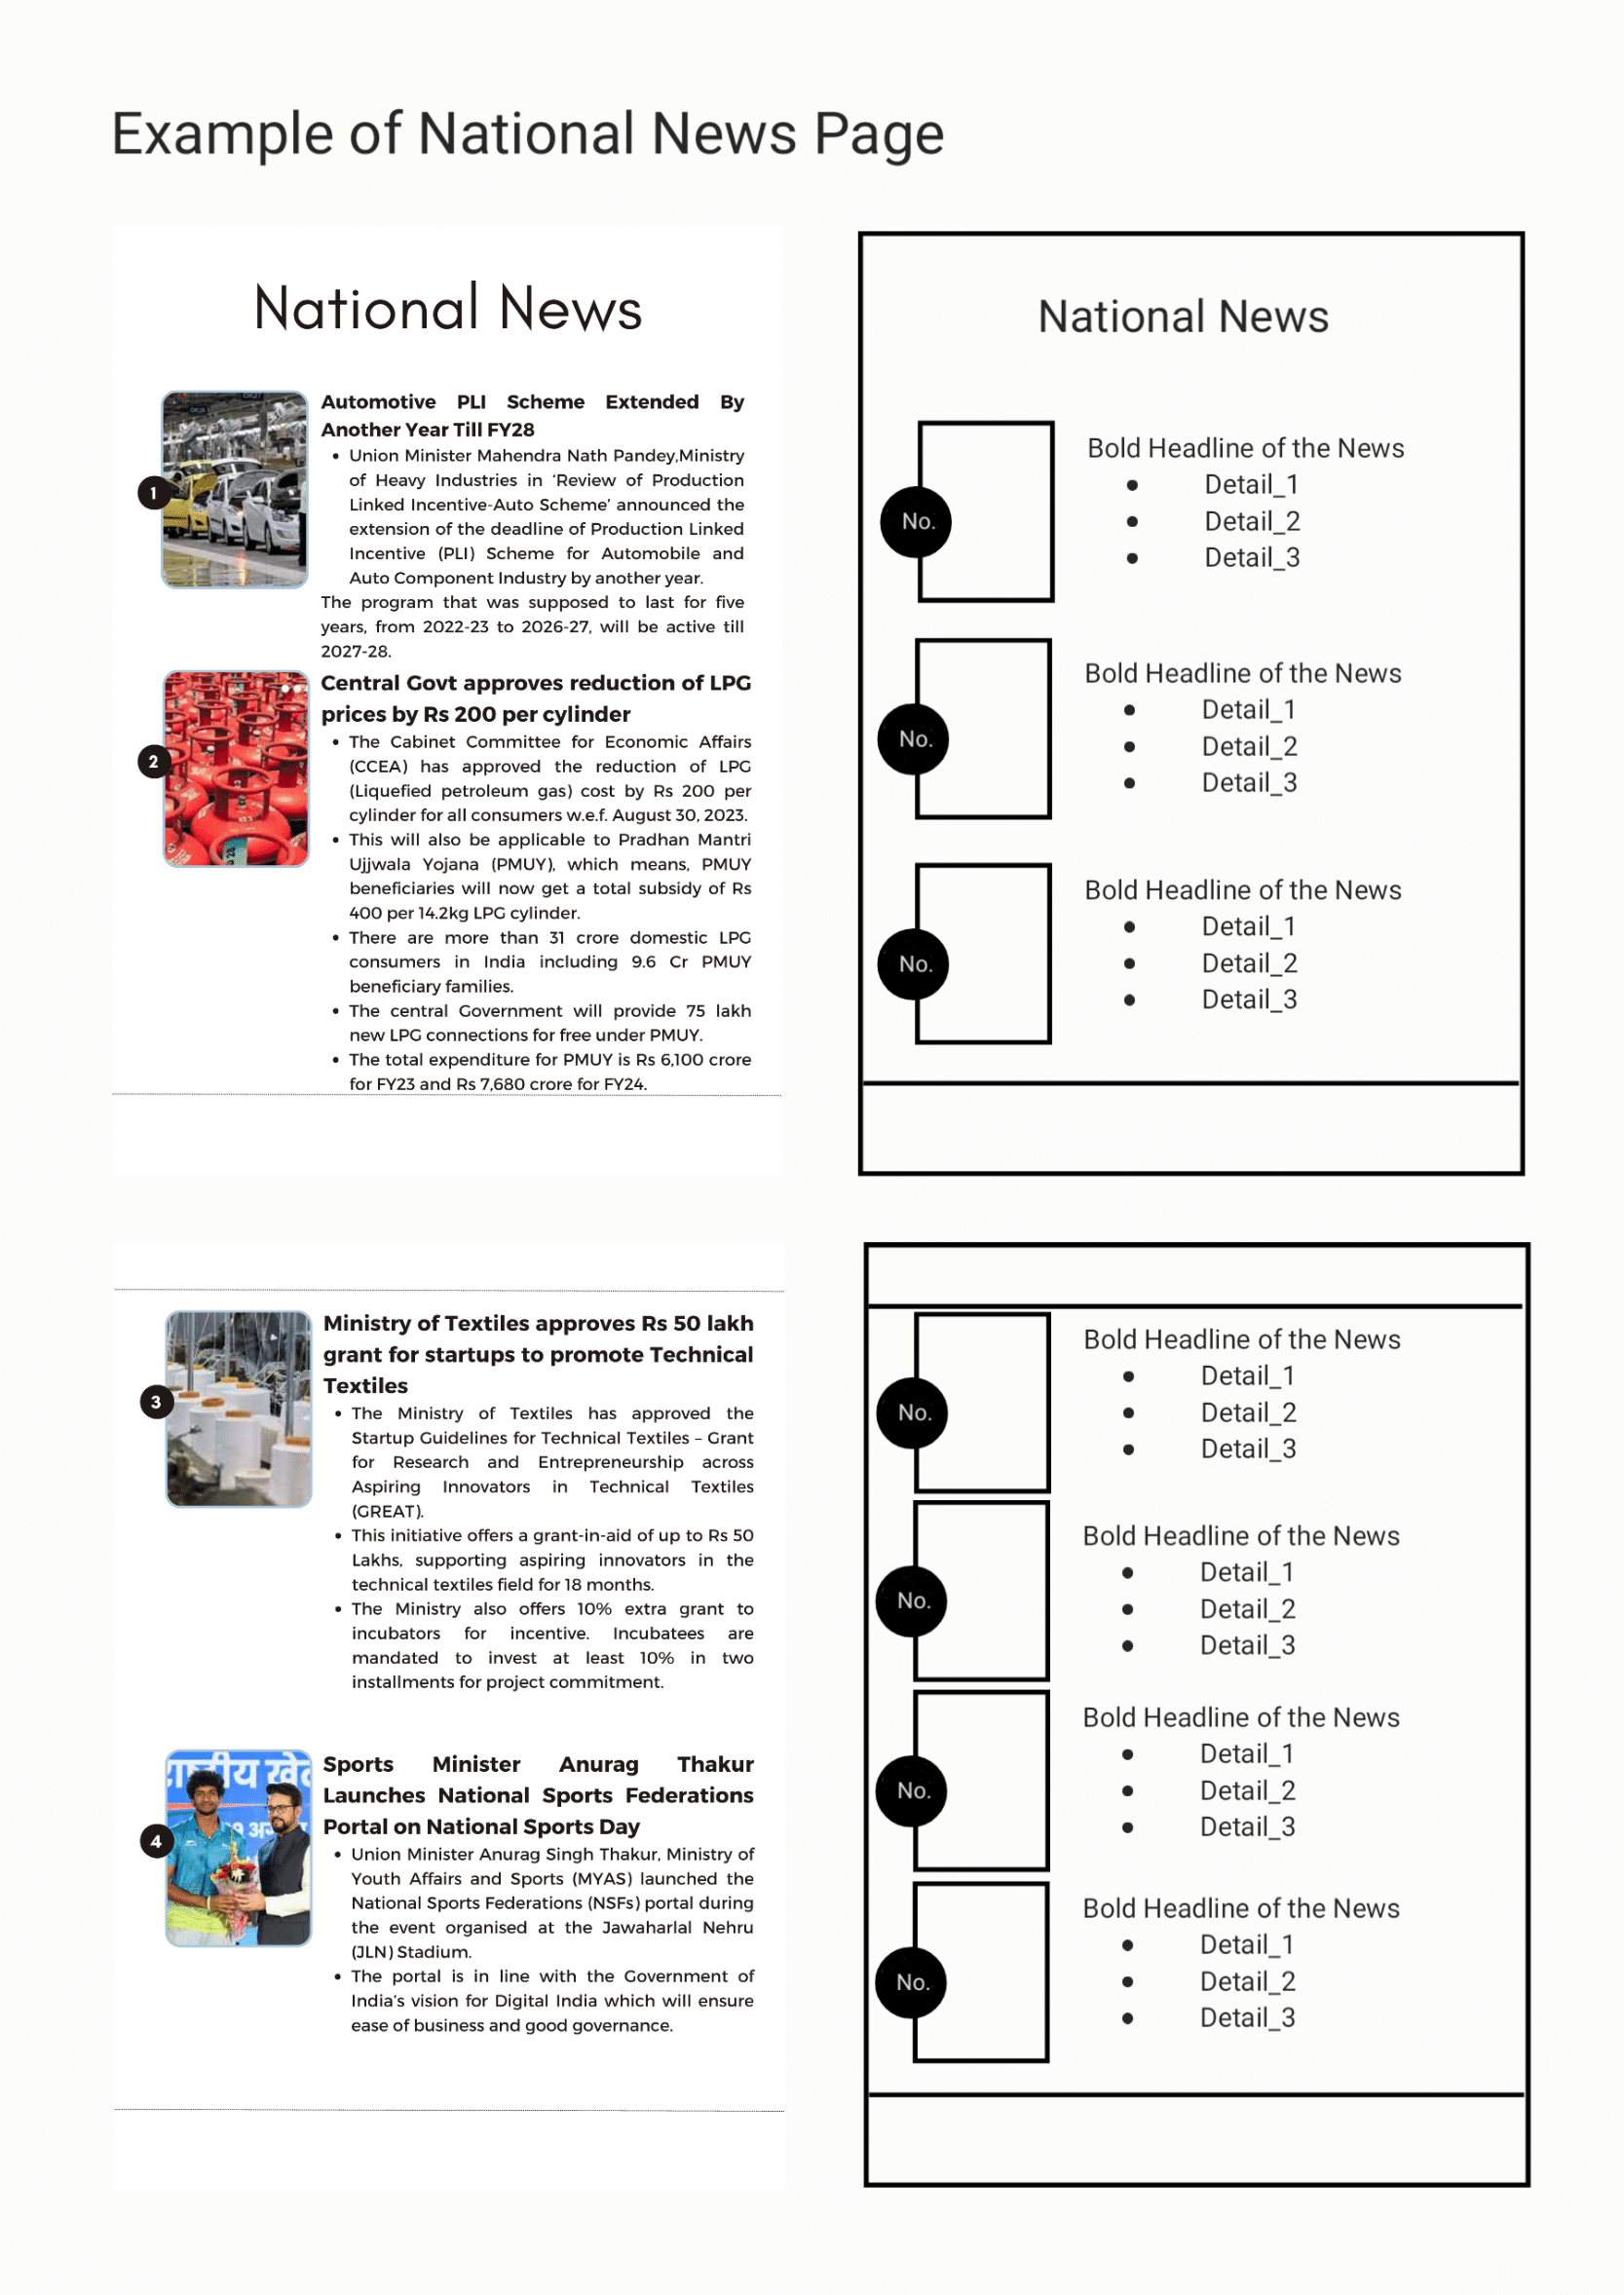 Example of National News Page
National News
1
Automotive PLI Scheme Extended By
Another Year Till FY28
• Union Minister Mahendra Nath Pandey,Ministry
of Heavy Industries in ‘Review of Production
Linked Incentive-Auto Scheme’ announced the
extension of the deadline of Production Linked
Incentive (PLI) Scheme for Automobile and
Auto Component Industry by another year.
The program that was supposed to last for five
years, from 2022-23 to 2026-27, will be active till
2027-28.
2
Central Govt approves reduction of LPG
prices by Rs 200 per cylinder
• The Cabinet Committee for Economic Affairs
(CCEA) has approved the reduction of LPG
(Liquefied petroleum gas) cost by Rs 200 per
cylinder for all consumers w.e.f. August 30, 2023.
• This will also be applicable to Pradhan Mantri
Ujjwala Yojana (PMUY), which means, PMUY
beneficiaries will now get a total subsidy of Rs
400 per 14.2kg LPG cylinder.
• There are more than 31 crore domestic LPG
consumers in India including 9.6 Cr PMUY
beneficiary families.
• The central Government will provide 75 lakh
new LPG connections for free under PMUY.
• The total expenditure for PMUY is Rs 6,100 crore
for FY23 and Rs 7,680 crore for FY24.
National News
No.
Bold Headline of the News
• Detail_1
• Detail_2
• Detail_3
No.
Bold Headline of the News
• Detail_1
• Detail_2
• Detail_3
No.
Bold Headline of the News
• Detail_1
• Detail_2
• Detail_3
3
Ministry of Textiles approves Rs 50 lakh
grant for startups to promote Technical
Textiles
• The Ministry of Textiles has approved the
Startup Guidelines for Technical Textiles – Grant
for Research and Entrepreneurship across
Aspiring Innovators in Technical Textiles
(GREAT).
• This initiative offers a grant-in-aid of up to Rs 50
Lakhs, supporting aspiring innovators in the
technical textiles field for 18 months.
• The Ministry also offers 10% extra grant to
incubators for incentive. Incubatees are
mandated to invest at least 10% in two
installments for project commitment.
4
Sports Minister Anurag Thakur
Launches National Sports Federations
Portal on National Sports Day
• Union Minister Anurag Singh Thakur, Ministry of
Youth Affairs and Sports (MYAS) launched the
National Sports Federations (NSFs) portal during
the event organised at the Jawaharlal Nehru
(JLN) Stadium.
• The portal is in line with the Government of
India’s vision for Digital India which will ensure
ease of business and good governance.
No.
Bold Headline of the News
• Detail_1
• Detail_2
• Detail_3
No.
Bold Headline of the News
• Detail_1
• Detail_2
• Detail_3
No.
Bold Headline of the News
• Detail_1
• Detail_2
• Detail_3
No.
Bold Headline of the News
• Detail_1
• Detail_2
• Detail_3